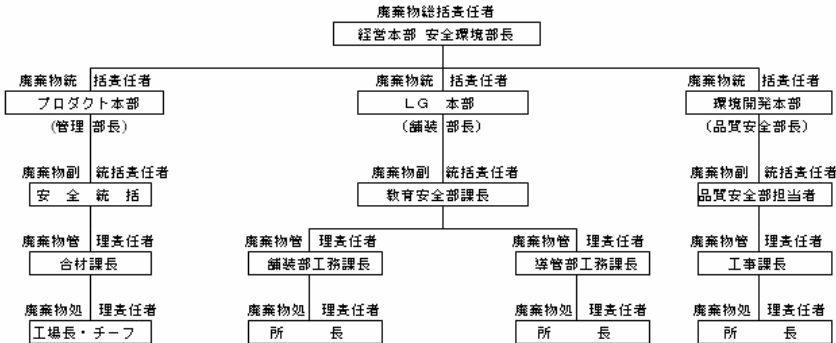 廃棄物総括責任者
経営本部 安全環境部長
廃棄物統 括責任者 廃棄物統 括責任者 廃棄物統 括責任者
プロダクト本部 LG 本部 環境開発本部
(管理 部長) (舗装 部長) (品質安全部長)
廃棄物副 統括責任者 廃棄物副 統括責任者 廃棄物副 統括責任者
安 全 統 括 教育安全部課長 品質安全部担当者
廃棄物管 理責任者 廃棄物管 理責任者 廃棄物管 理責任者 廃棄物管 理責任者
合材課長 舗装部工務課長 導管部工務課長 工事課長
廃棄物処 理責任者 廃棄物処 理責任者 廃棄物処 理責任者 廃棄物処 理責任者
工場長・チーフ 所 長 所 長 所 長